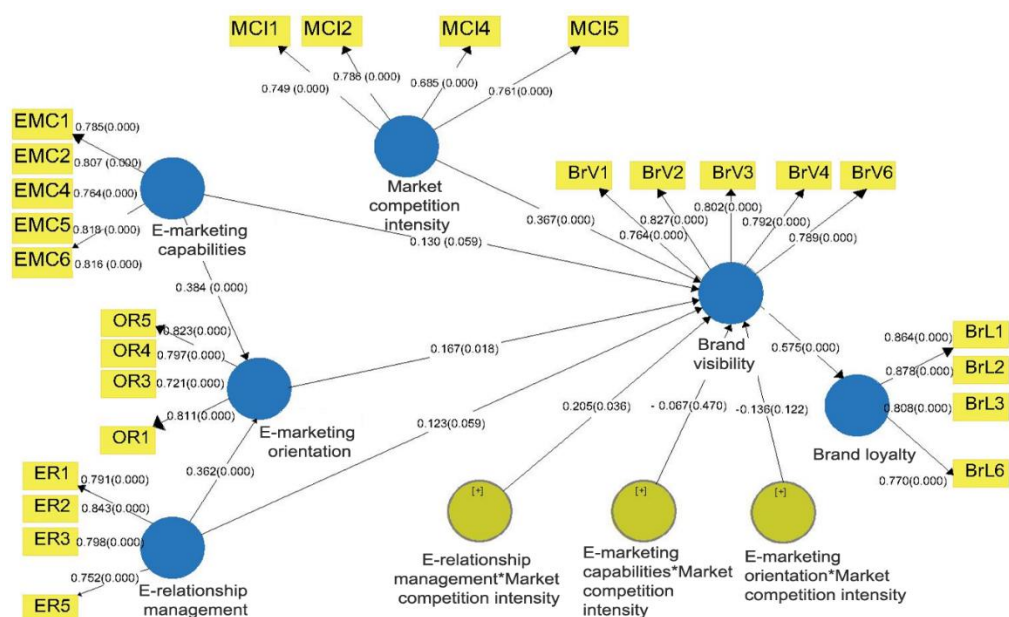 MCI1
MCI2
MCI4
MCI5
0.749 (0.000)
0.786 (0.000)
0.685 (0.000)
0.761(0.000)
Market
competition
intensity
EMC1
EMC2
EMC4
EMC5
EMC6
0.785(0.000)
0.807 (0.000)
0.764(0.000)
0.818 (0.000)
0.816 (0.000)
E-marketing
capabilities
BrV1
BrV2
BrV3
BrV4
BrV6
0.764(0.000)
0.827(0.000)
0.802(0.000)
0.792(0.000)
0.789(0.000)
0.367(0.000)
0.130 (0.059)
0.384 (0.000)
Brand
visibility
OR5
OR4
OR3
OR1
0.823(0.000)
0.797(0.000)
0.721(0.000)
0.811(0.000)
E-marketing
orientation
0.167(0.018)
0.575(0.000)
BrL1
BrL2
BrL3
BrL6
0.864(0.000)
0.878(0.000)
0.808(0.000)
0.770(0.000)
Brand loyalty
0.362(0.000)
0.123(0.059)
0.205(0.036)
- 0.067(0.470)
-0.136(0.122)
ER1
ER2
ER3
ER5
0.791(0.000)
0.843(0.000)
0.798(0.000)
0.752(0.000)
E-relationship
management
[+]
E-relationship
management*Market
competition intensity
[+]
E-marketing
capabilities*Market
competition
intensity
[+]
E-marketing
orientation*Market
competition intensity